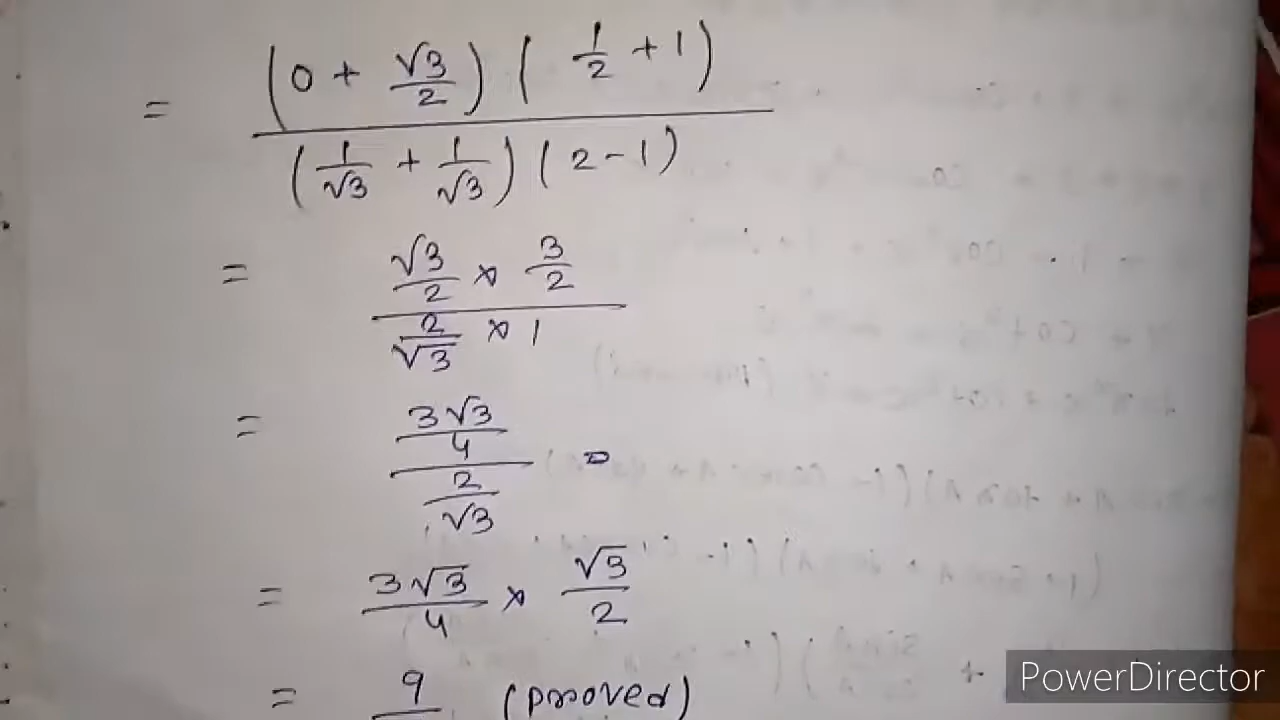 = (0 + √3/2) (1/2 + 1)
(1/√3 + 1/√3) (2 - 1)
= √3/2 × 3/2
2/√3 × 1
= 3√3/4
2/√3 =
= 3√3/4 × √3/2
= 9 (proved)
PowerDirector